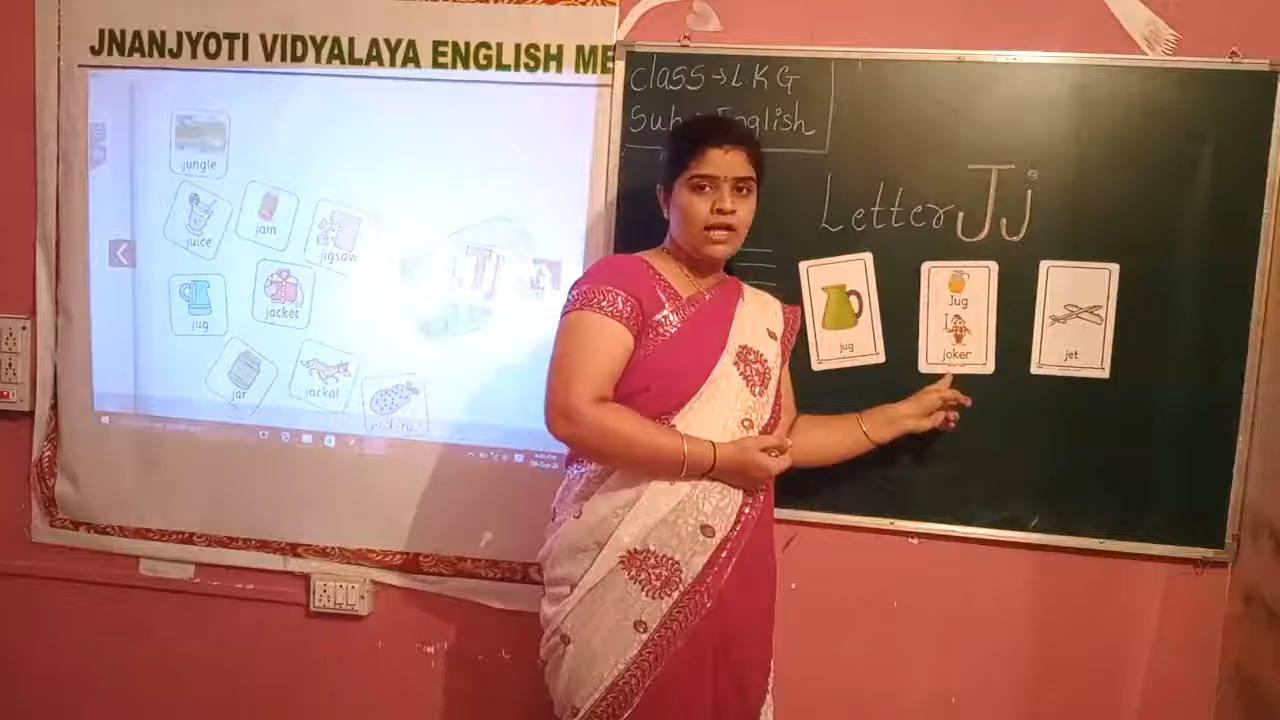 JNANJYOTI VIDYALAYA ENGLISH ME
jungle
juice
jam
jigsaw
jug
jacket
jar
jackal
Jj
class → L.K.G
English
Letter Jj
jug
Jug
joker
jet